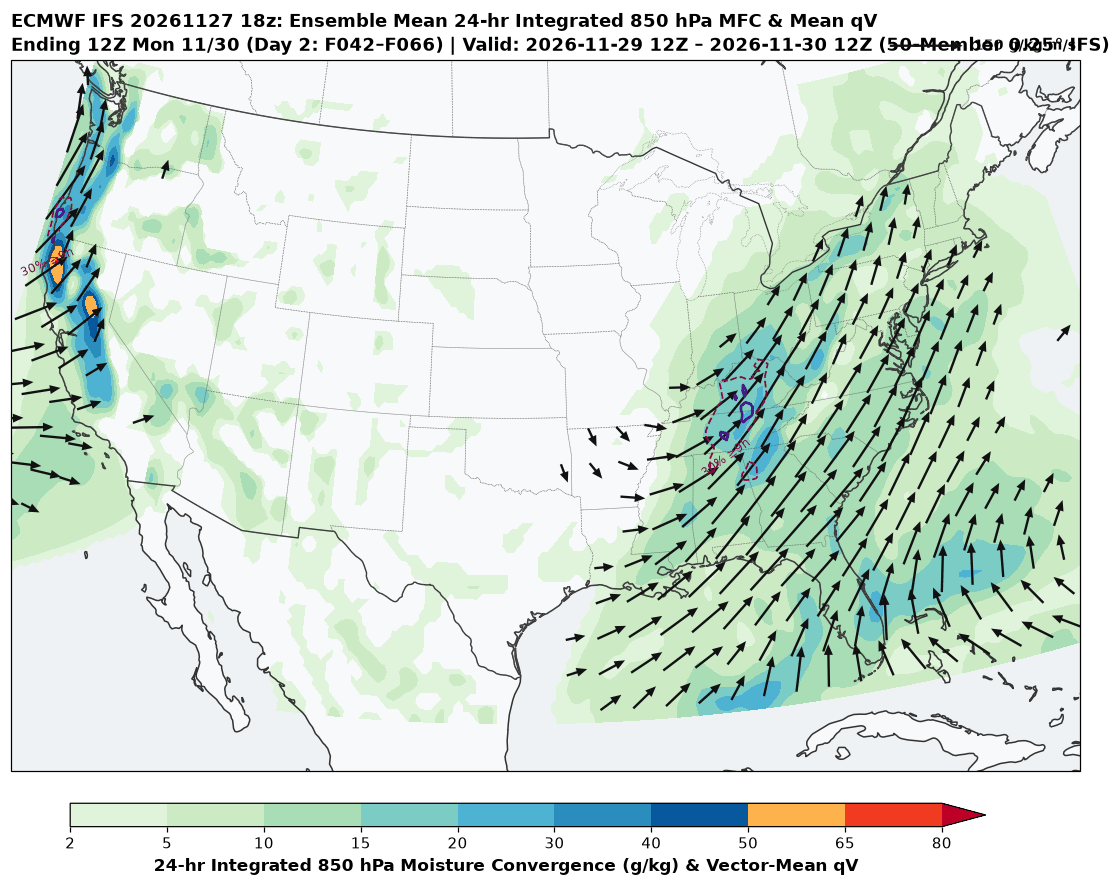 ECMWF IFS 20261127 18z: Ensemble Mean 24-hr Integrated 850 hPa MFC & Mean qV
Ending 12Z Mon 11/30 (Day 2: F042–F066) | Valid: 2026-11-29 12Z – 2026-11-30 12Z (50-Member 0.25° IFS)
30%
30%
2 5 10 15 20 30 40 50 65 80
24-hr Integrated 850 hPa Moisture Convergence (g/kg) & Vector-Mean qV